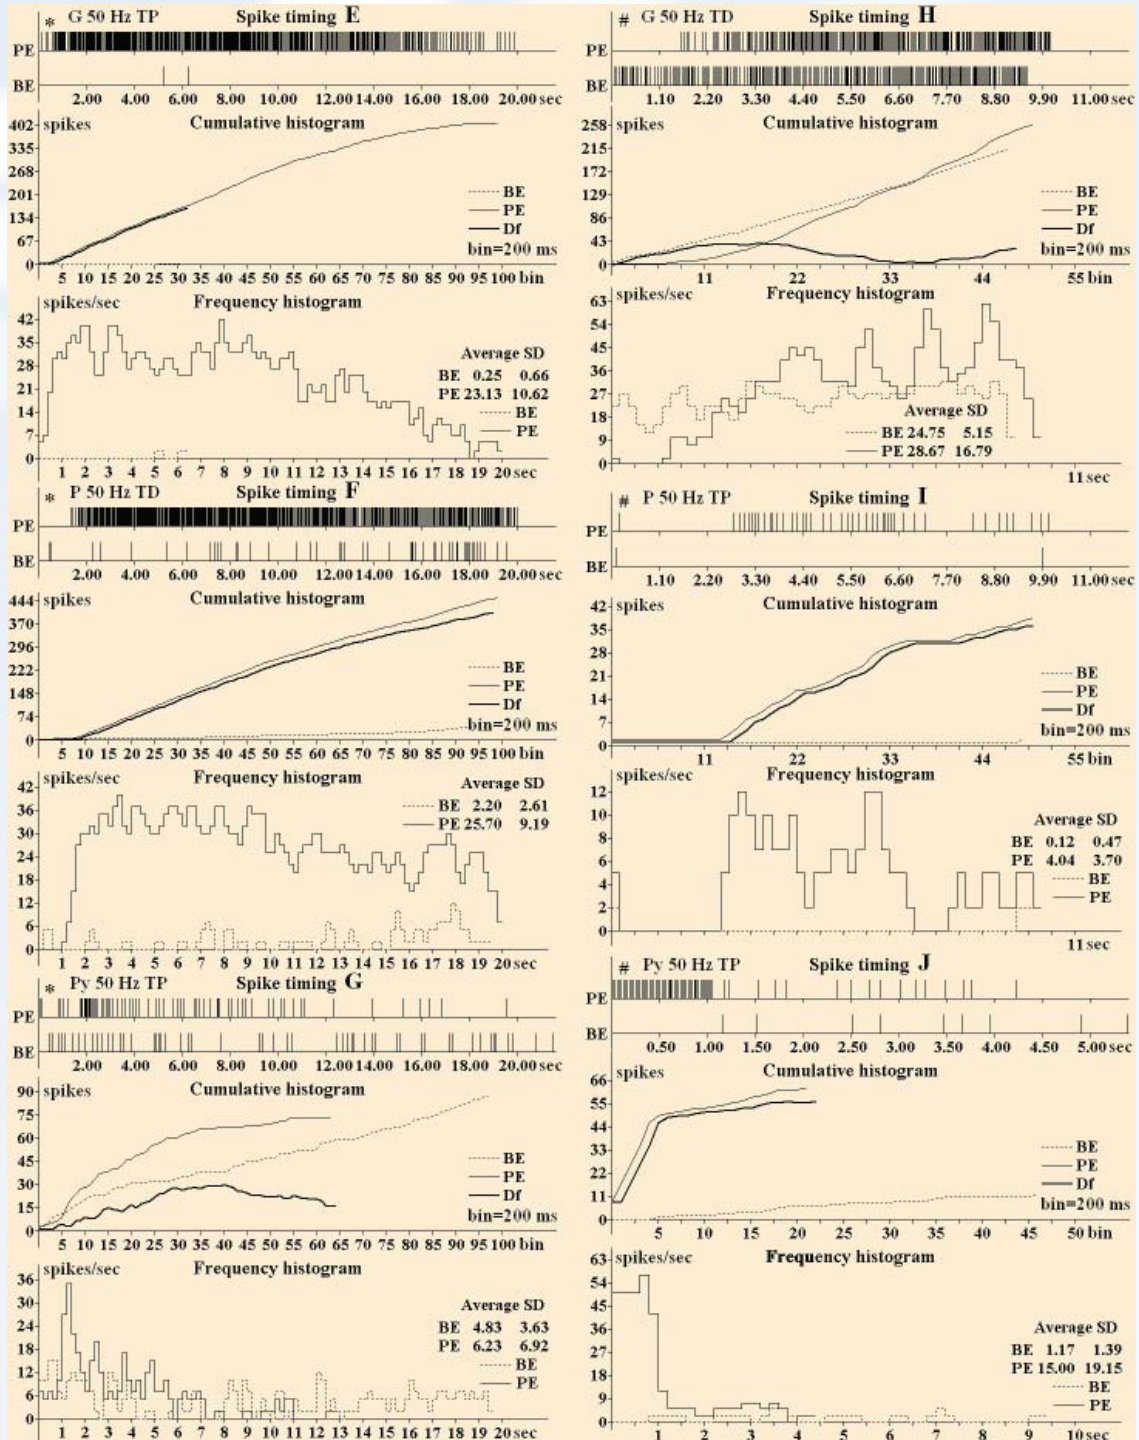 * G 50 Hz TP Spike timing E
PE
BE
2.00 4.00 6.00 8.00 10.00 12.00 14.00 16.00 18.00 20.00 sec
402 spikes Cumulative histogram
335
268
201
134
67
0
BE
PE
Df
bin=200 ms
5 10 15 20 25 30 35 40 45 50 55 60 65 70 75 80 85 90 95 100 bin
spikes/sec Frequency histogram
42
35
28
21
14
7
0
Average SD
BE 0.25 0.66
PE 23.13 10.62
BE
PE
1 2 3 4 5 6 7 8 9 10 11 12 13 14 15 16 17 18 19 20 sec
* P 50 Hz TD Spike timing F
PE
BE
2.00 4.00 6.00 8.00 10.00 12.00 14.00 16.00 18.00 20.00 sec
444 spikes Cumulative histogram
370
296
222
148
74
0
BE
PE
Df
bin=200 ms
5 10 15 20 25 30 35 40 45 50 55 60 65 70 75 80 85 90 95 100 bin
spikes/sec Frequency histogram
42
36
30
24
18
12
6
0
Average SD
BE 2.20 2.61
PE 25.70 9.19
1 2 3 4 5 6 7 8 9 10 11 12 13 14 15 16 17 18 19 20 sec
* Py 50 Hz TP Spike timing G
PE
BE
2.00 4.00 6.00 8.00 10.00 12.00 14.00 16.00 18.00 20.00 sec
90 spikes Cumulative histogram
75
60
45
30
15
0
BE
PE
Df
bin=200 ms
5 10 15 20 25 30 35 40 45 50 55 60 65 70 75 80 85 90 95 100 bin
spikes/sec Frequency histogram
36
30
24
18
12
6
0
Average SD
BE 4.83 3.63
PE 6.23 6.92
BE
PE
1 2 3 4 5 6 7 8 9 10 11 12 13 14 15 16 17 18 19 20 sec
# G 50 Hz TD Spike timing H
PE
BE
1.10 2.20 3.30 4.40 5.50 6.60 7.70 8.80 9.90 11.00 sec
258 spikes Cumulative histogram
215
172
129
86
43
0
BE
PE
Df
bin=200 ms
11 22 33 44 55 bin
spikes/sec Frequency histogram
63
54
45
36
27
18
9
0
Average SD
BE 24.75 5.15
PE 28.67 16.79
11 sec
# P 50 Hz TP Spike timing I
PE
BE
1.10 2.20 3.30 4.40 5.50 6.60 7.70 8.80 9.90 11.00 sec
42 spikes Cumulative histogram
35
28
21
14
7
0
BE
PE
Df
bin=200 ms
11 22 33 44 55 bin
spikes/sec Frequency histogram
12
10
8
6
4
2
0
Average SD
BE 0.12 0.47
PE 4.04 3.70
BE
PE
11 sec
# Py 50 Hz TP Spike timing J
PE
BE
0.50 1.00 1.50 2.00 2.50 3.00 3.50 4.00 4.50 5.00 sec
66 spikes Cumulative histogram
55
44
33
22
11
0
BE
PE
Df
bin=200 ms
5 10 15 20 25 30 35 40 45 50 bin
63 spikes/sec Frequency histogram
54
45
36
27
18
9
0
Average SD
BE 1.17 1.39
PE 15.00 19.15
BE
PE
1 2 3 4 5 6 7 8 9 10 sec